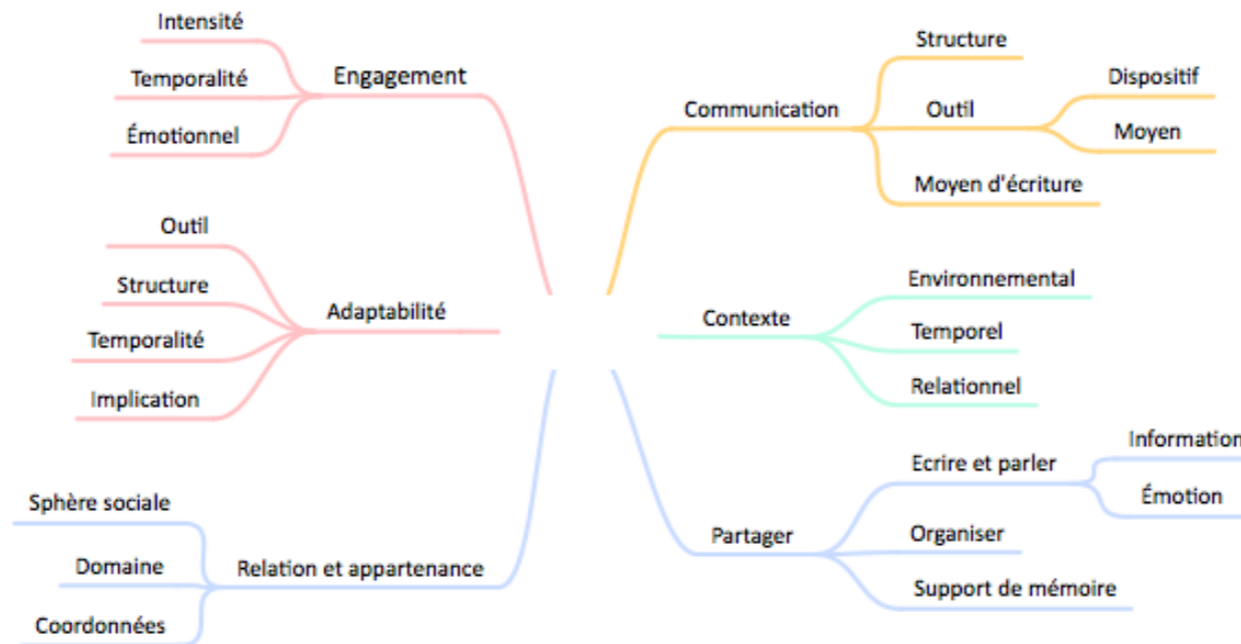 Intensité
Temporalité
Émotionnel
Engagement
Outil
Structure
Temporalité
Implication
Adaptabilité
Sphère sociale
Domaine
Coordonnées
Relation et appartenance
Communication
Structure
Outil
Dispositif
Moyen
Moyen d'écriture
Contexte
Environnemental
Temporel
Relationnel
Partager
Ecrire et parler
Information
Émotion
Organiser
Support de mémoire